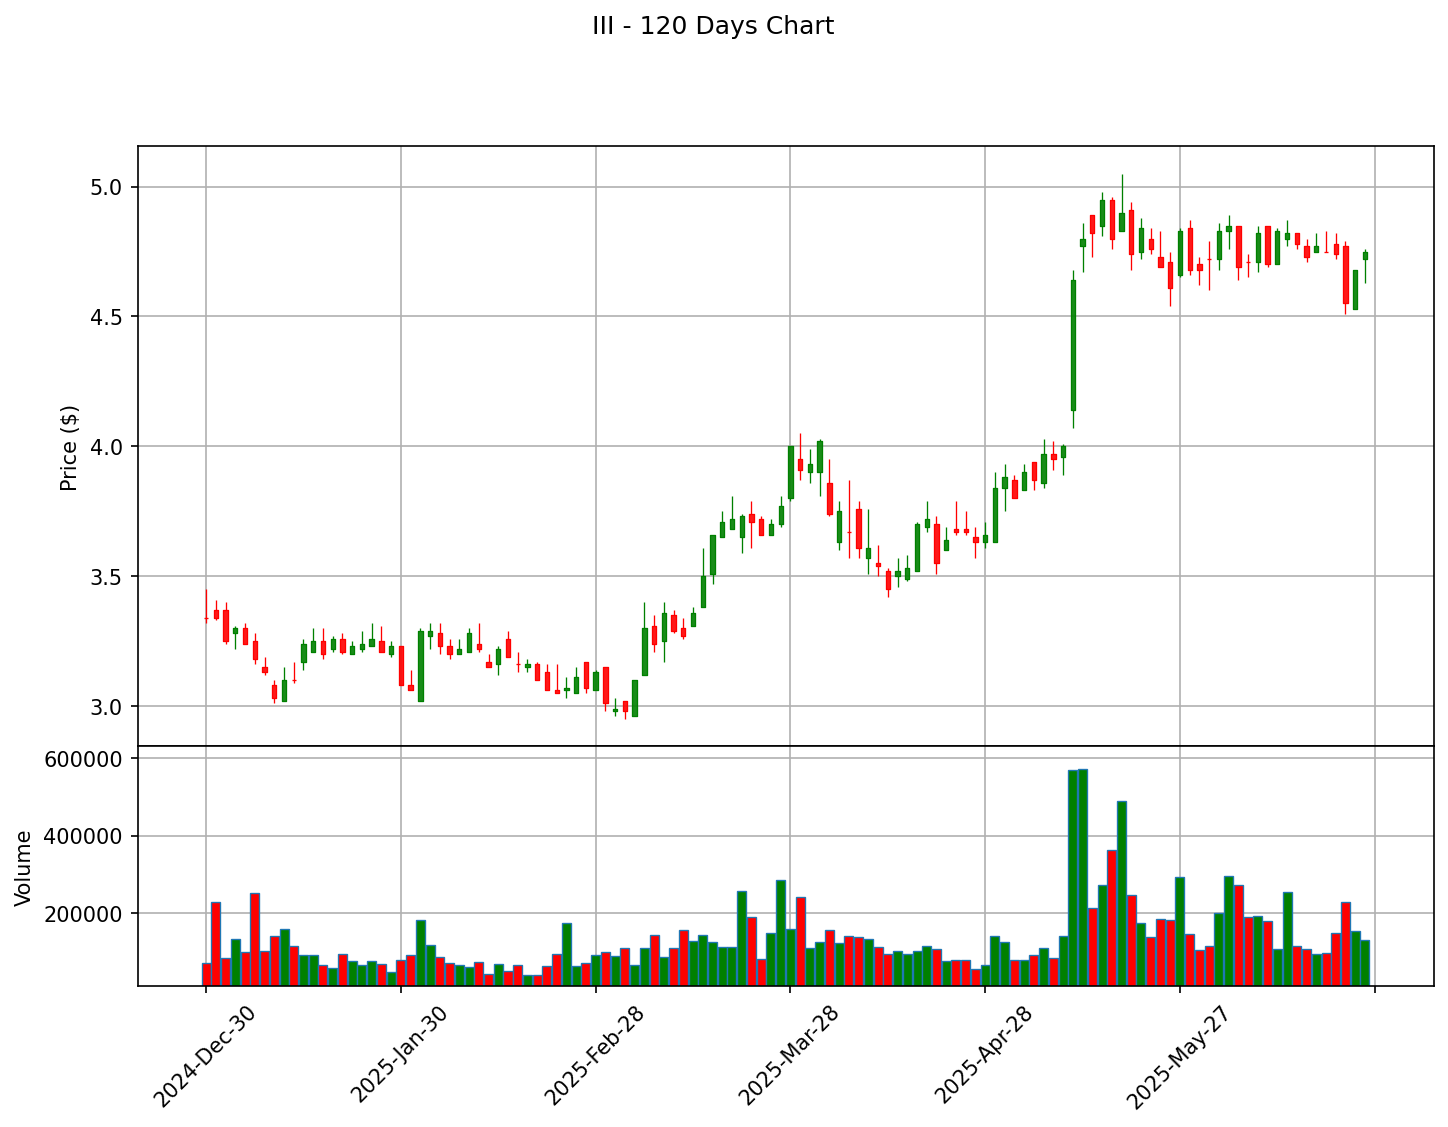 III - 120 Days Chart
5.0
4.5
4.0
3.5
3.0
Price ($)
600000
400000
200000
Volume
2024-Dec-30
2025-Jan-30
2025-Feb-28
2025-Mar-28
2025-Apr-28
2025-May-27